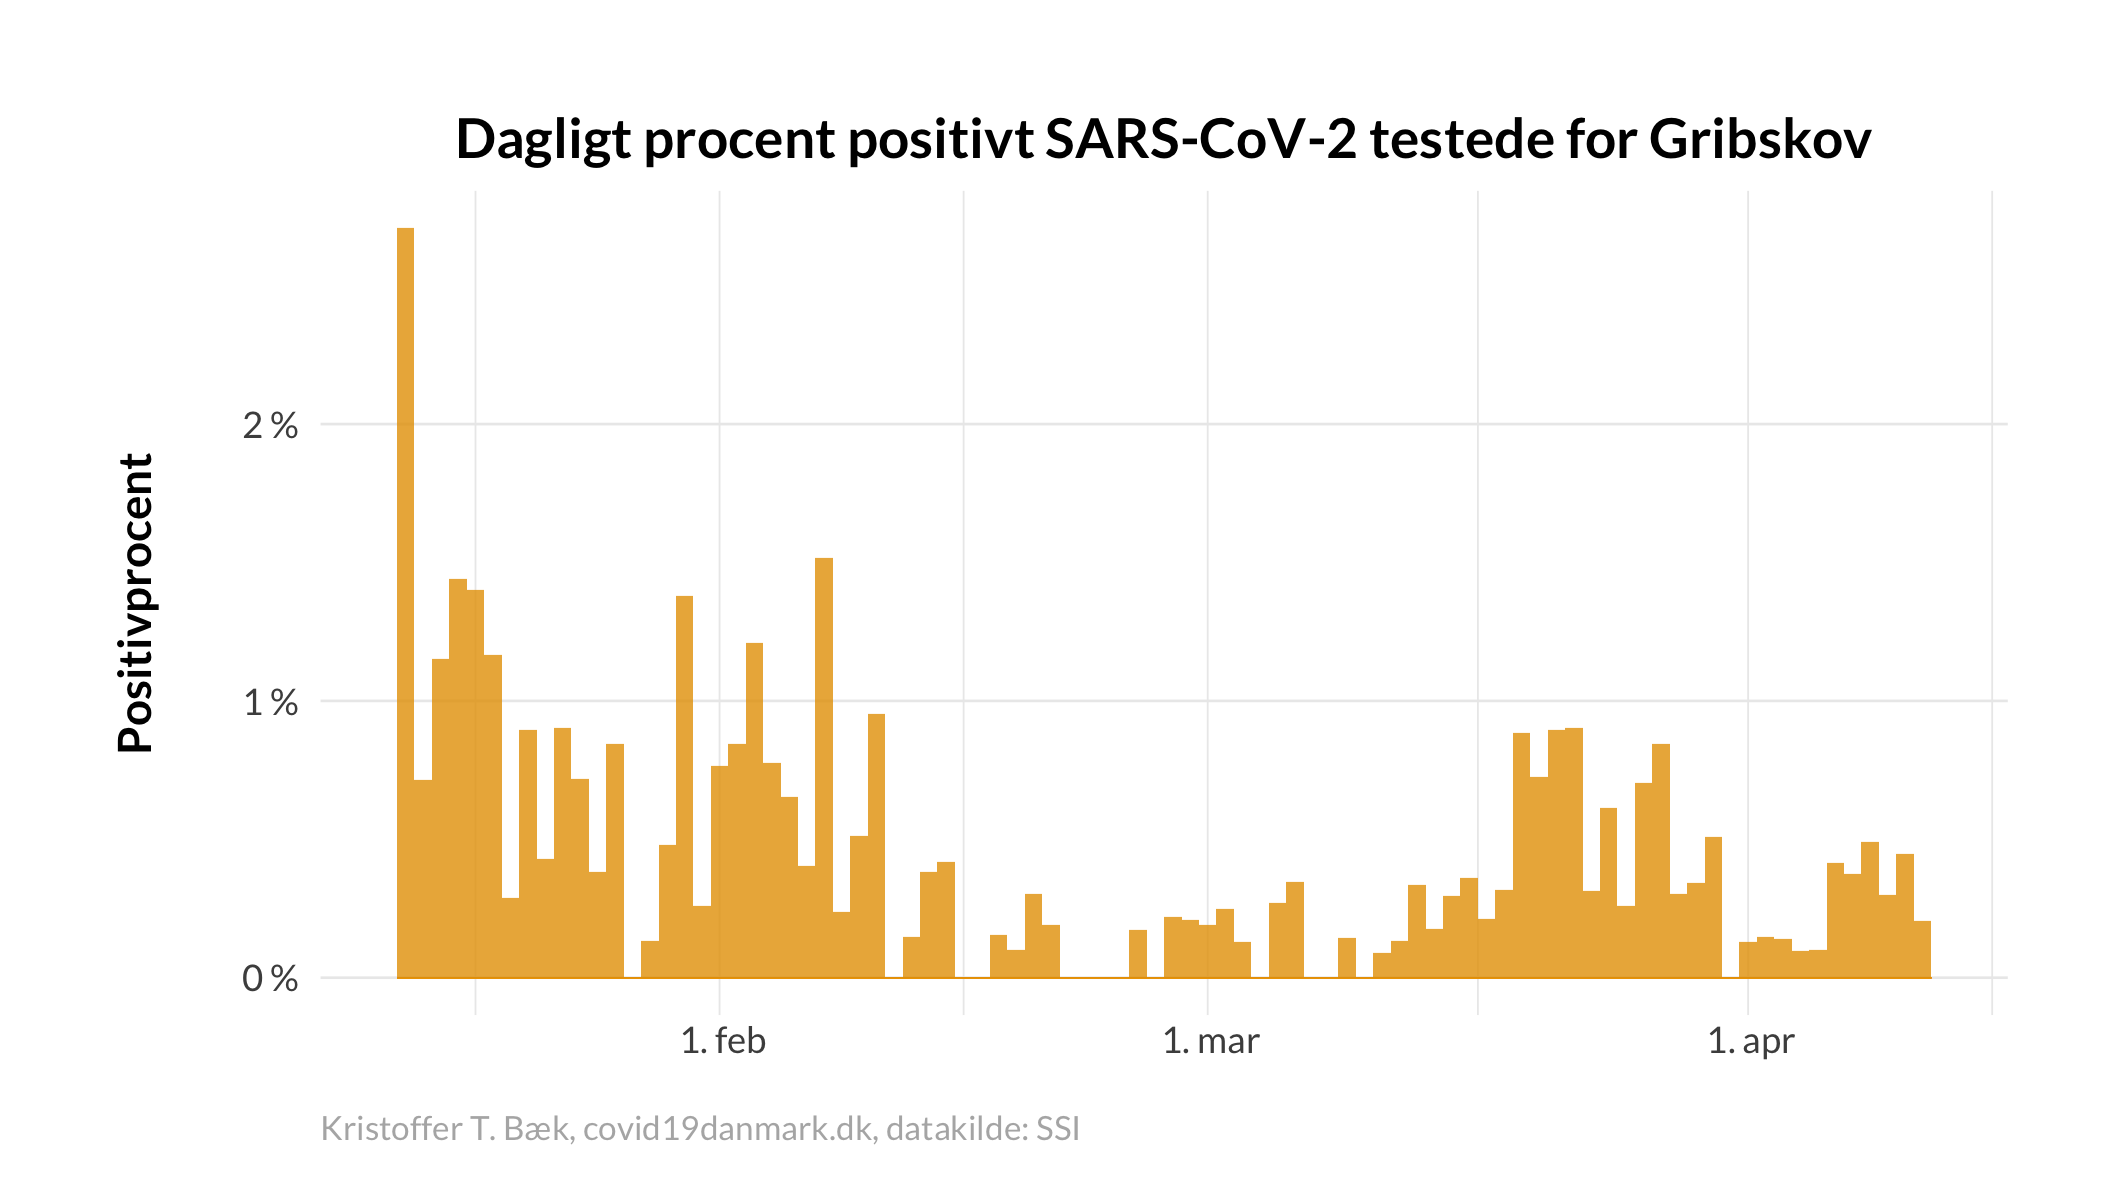 Dagligt procent positivt SARS-CoV-2 testede for Gribskov
Positivprocent
2 %
1 %
0 %
1. feb
1. mar
1. apr
Kristoffer T. Bæk, covid19danmark.dk, datakilde: SSI